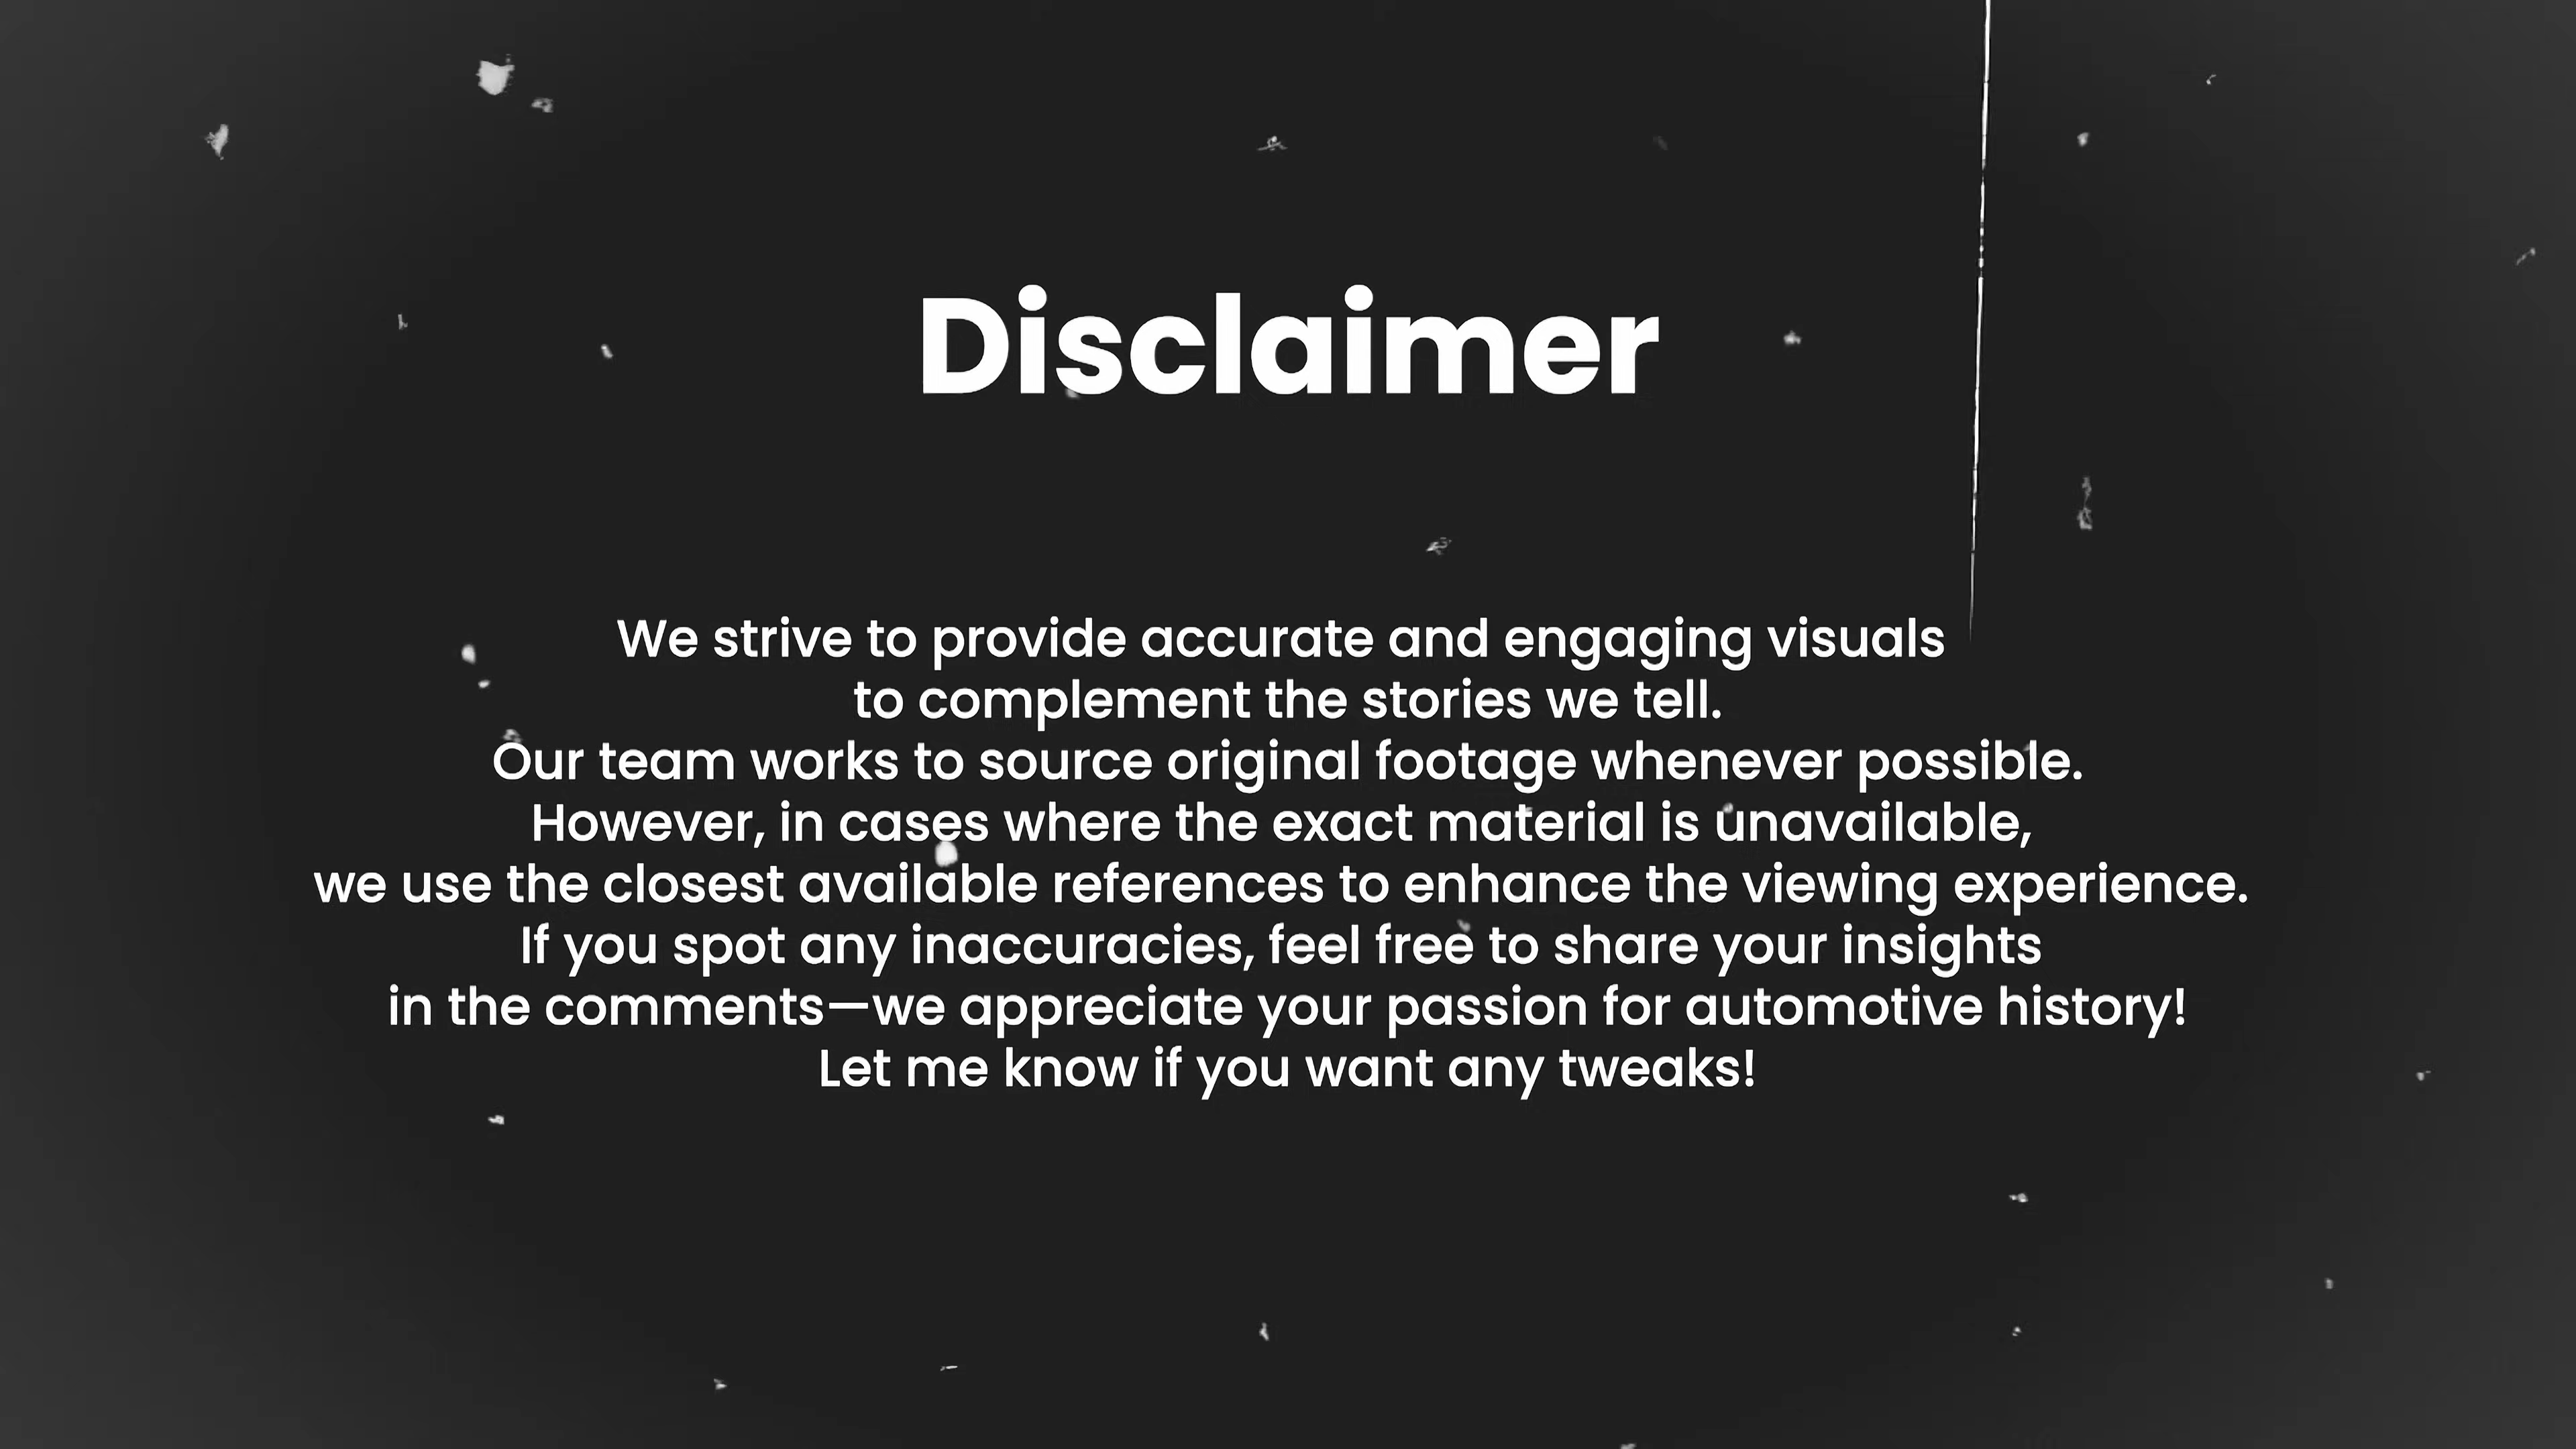 Disclaimer
We strive to provide accurate and engaging visuals
to complement the stories we tell.
Our team works to source original footage whenever possible.
However, in cases where the exact material is unavailable,
we use the closest available references to enhance the viewing experience.
If you spot any inaccuracies, feel free to share your insights
in the comments—we appreciate your passion for automotive history!
Let me know if you want any tweaks!